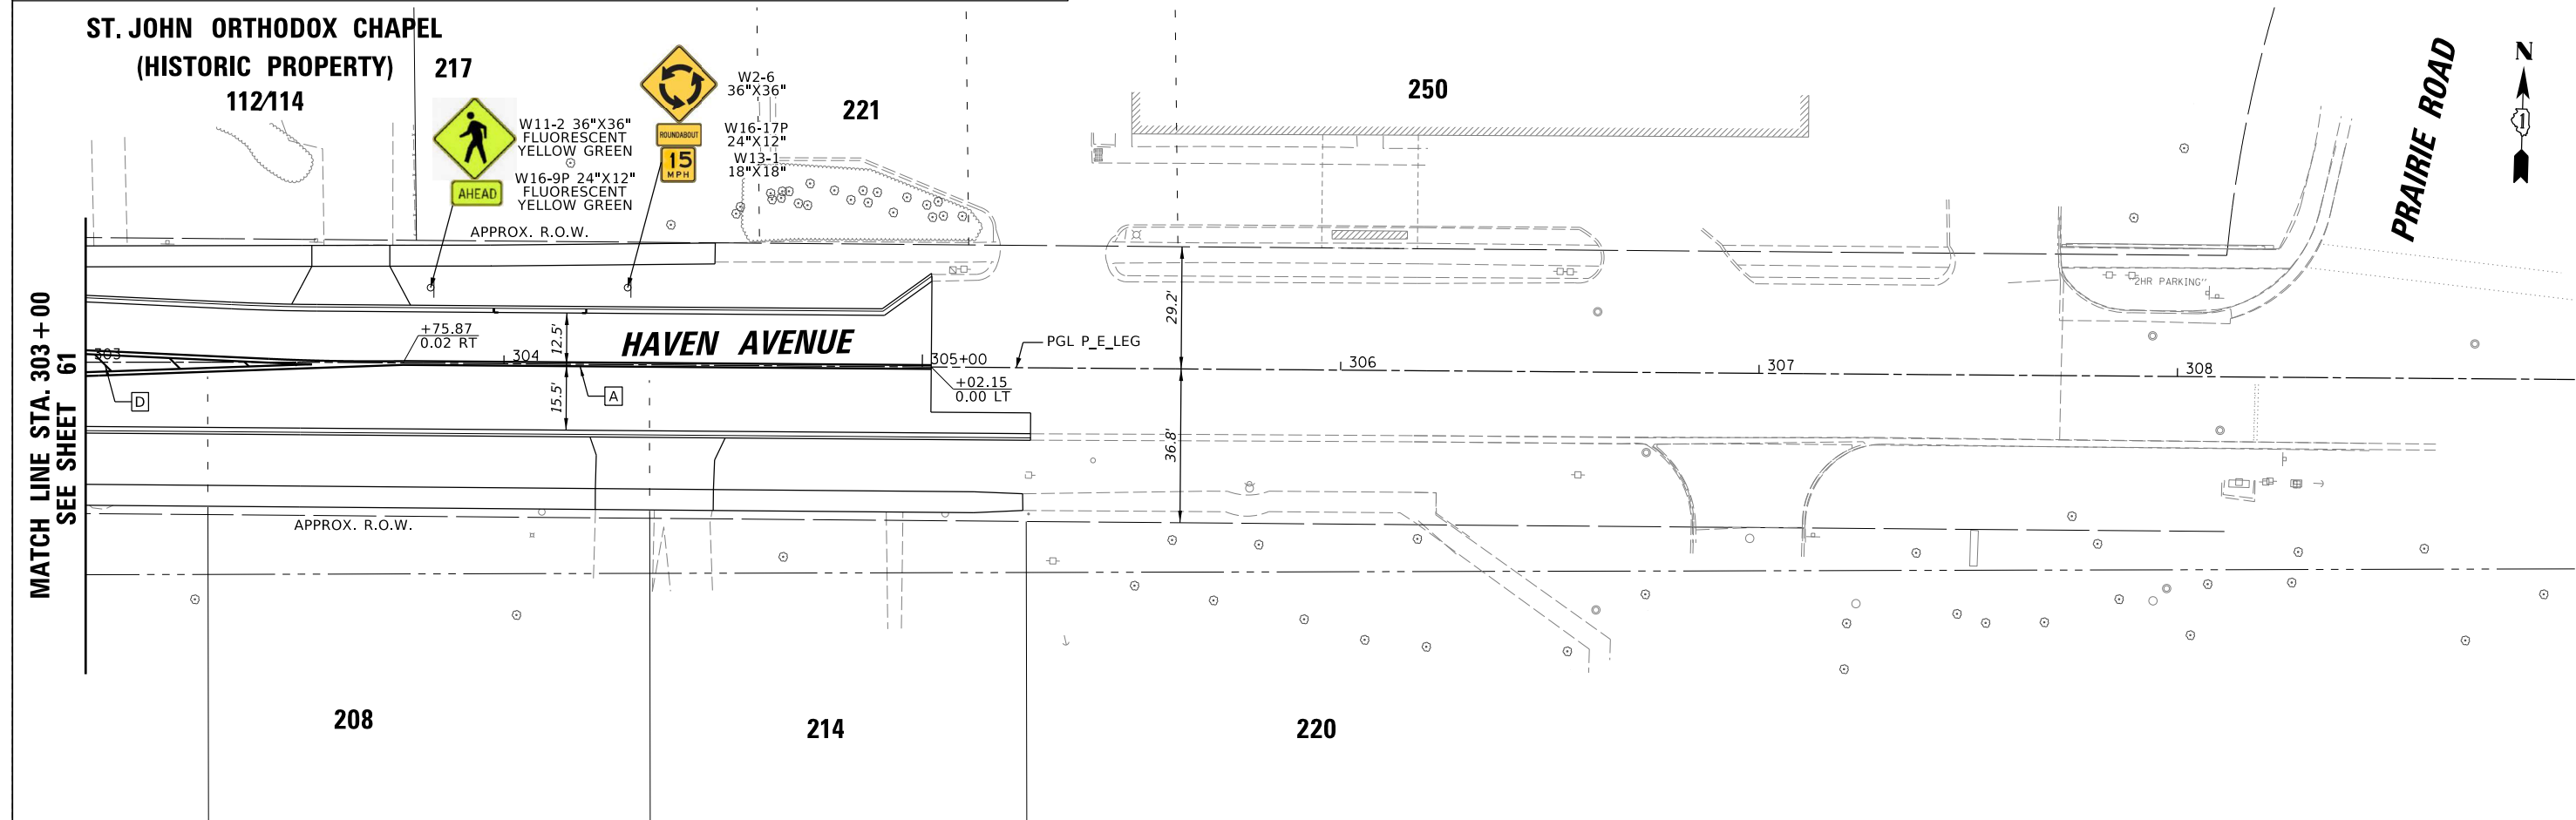 ST. JOHN ORTHODOX CHAPEL
(HISTORIC PROPERTY)
112/114
217
W11-2 36"X36"
FLUORESCENT
YELLOW GREEN
AHEAD
W16-9P 24"X12"
FLUORESCENT
YELLOW GREEN
W2-6
36"X36"
ROUNDABOUT
15
MPH
W16-17P
24"X12"
W13-1
18"X18"
221
250
PRAIRIE ROAD
N
1
APPROX. R.O.W.
"2HR PARKING"
MATCH LINE STA. 303+00
SEE SHEET 61
303
+75.87
0.02 RT
304
12.5'
15.5'
HAVEN AVENUE
305+00
+02.15
0.00 LT
PGL P_E_LEG
29.2'
36.8'
306
307
308
D
A
APPROX. R.O.W.
208
214
220